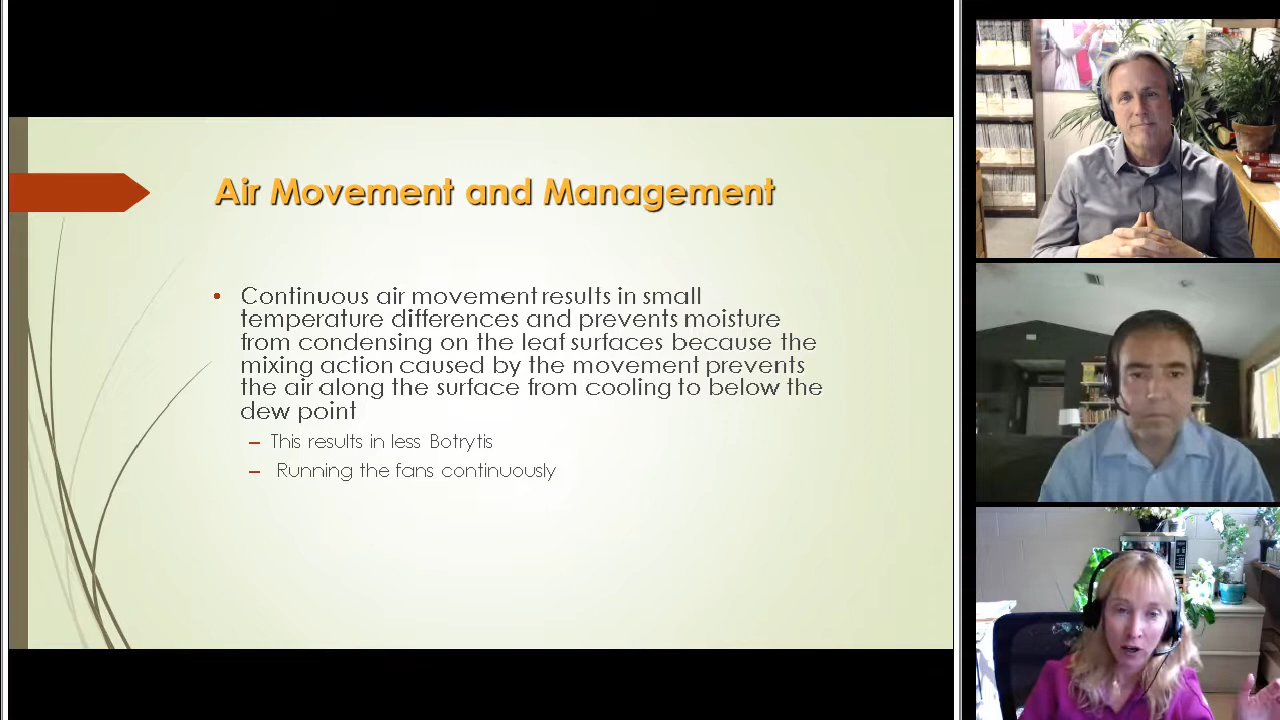 Air Movement and Management
• Continuous air movement results in small
temperature differences and prevents moisture
from condensing on the leaf surfaces because the
mixing action caused by the movement prevents
the air along the surface from cooling to below the
dew point
– This results in less Botrytis
– Running the fans continuously